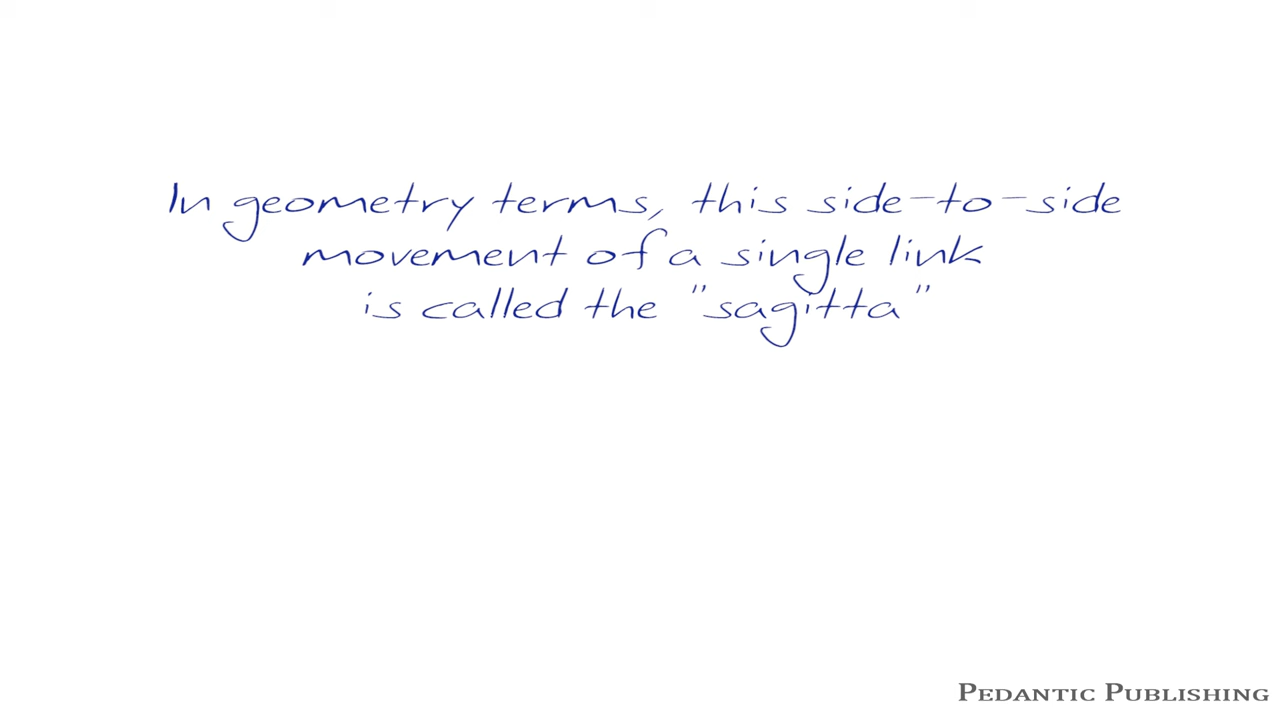 In geometry terms, this side-to-side
movement of a single link
is called the "sagitta"
PEDANTIC PUBLISHING